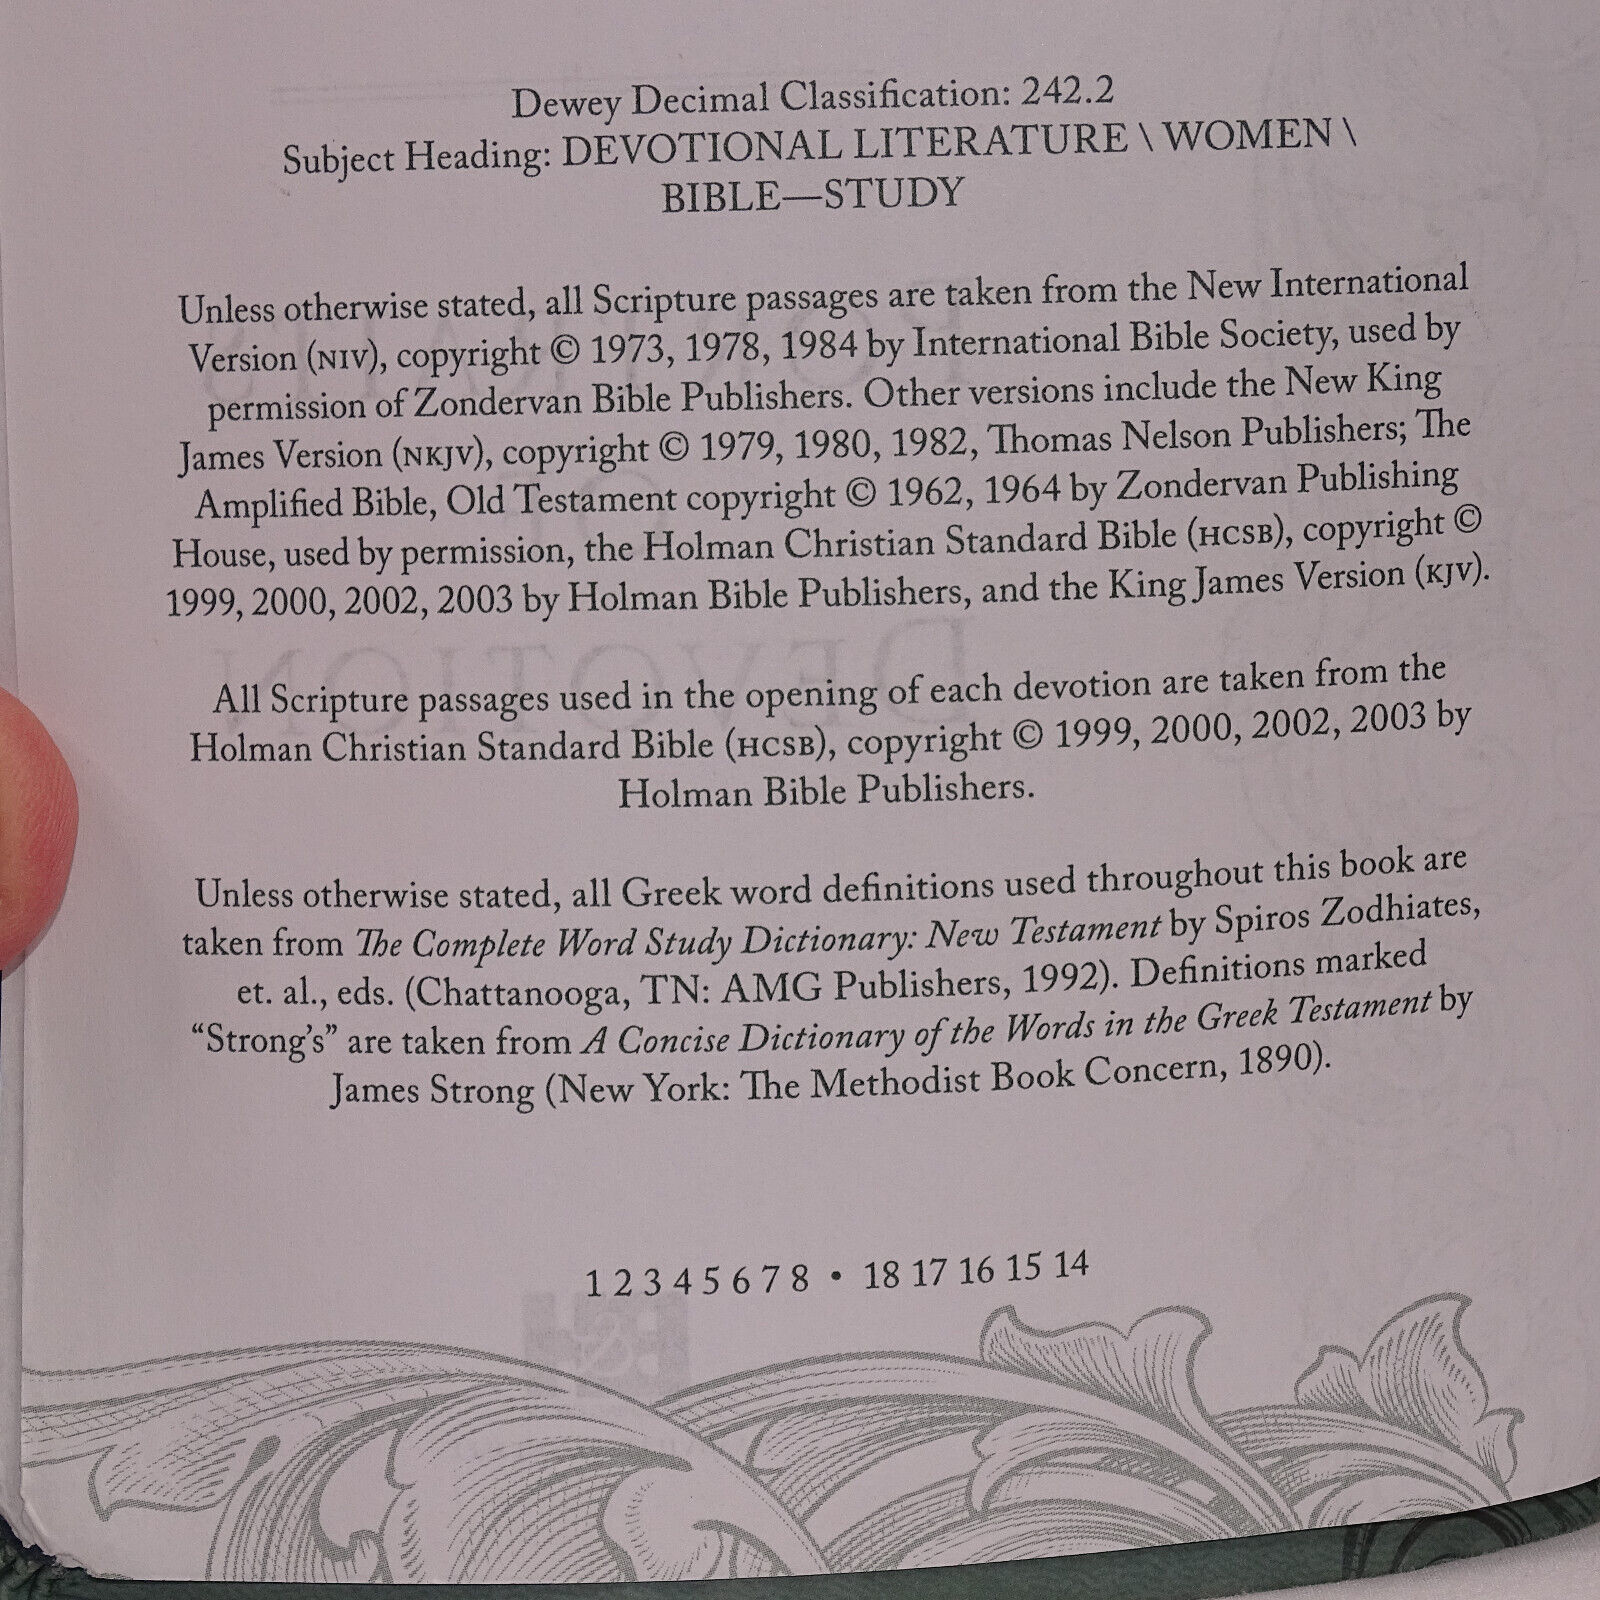 Dewey Decimal Classification: 242.2
Subject Heading: DEVOTIONAL LITERATURE \ WOMEN \
BIBLE—STUDY
Unless otherwise stated, all Scripture passages are taken from the New International
Version (NIV), copyright © 1973, 1978, 1984 by International Bible Society, used by
permission of Zondervan Bible Publishers. Other versions include the New King
James Version (NKJV), copyright © 1979, 1980, 1982, Thomas Nelson Publishers; The
Amplified Bible, Old Testament copyright © 1962, 1964 by Zondervan Publishing
House, used by permission, the Holman Christian Standard Bible (HCSB), copyright ©
1999, 2000, 2002, 2003 by Holman Bible Publishers, and the King James Version (KJV).
All Scripture passages used in the opening of each devotion are taken from the
Holman Christian Standard Bible (HCSB), copyright © 1999, 2000, 2002, 2003 by
Holman Bible Publishers.
Unless otherwise stated, all Greek word definitions used throughout this book are
taken from The Complete Word Study Dictionary: New Testament by Spiros Zodhiates,
et. al., eds. (Chattanooga, TN: AMG Publishers, 1992). Definitions marked
“Strong’s” are taken from A Concise Dictionary of the Words in the Greek Testament by
James Strong (New York: The Methodist Book Concern, 1890).
1 2 3 4 5 6 7 8 • 18 17 16 15 14